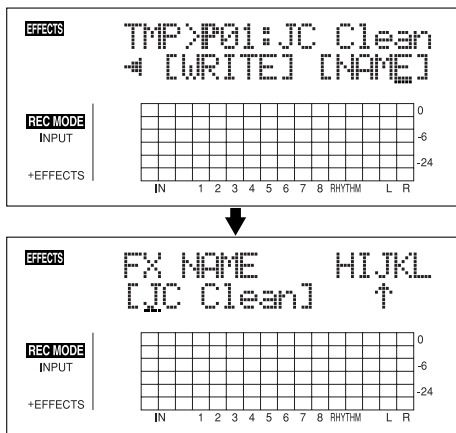 EFFECTS
TMP>P01:JC Clean
[WRITE] [NAME]
REC MODE
INPUT
+EFFECTS
0
-6
-24
IN 1 2 3 4 5 6 7 8 RHYTHM L R
EFFECTS
FX NAME HIJKL
[JC Clean] ↑
REC MODE
INPUT
+EFFECTS
0
-6
-24
IN 1 2 3 4 5 6 7 8 RHYTHM L R